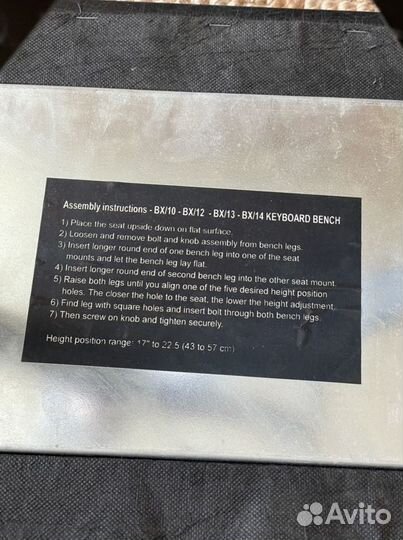 Assembly instructions - BX/10 - BX/12 - BX/13 - BX/14 KEYBOARD BENCH
1) Place the seat upside down on flat surface.
2) Loosen and remove bolt and knob assembly from bench legs.
3) Insert longer round end of one bench leg into one of the seat
mounts and let the bench leg lay flat.
4) Insert longer round end of second bench leg into the other seat mount.
5) Raise both legs until you align one of the five desired height position
holes. The closer the hole to the seat, the lower the height adjustment.
6) Find leg with square holes and insert bolt through both bench legs.
7) Then screw on knob and tighten securely.
Height position range: 17" to 22.5 (43 to 57 cm)
Avito